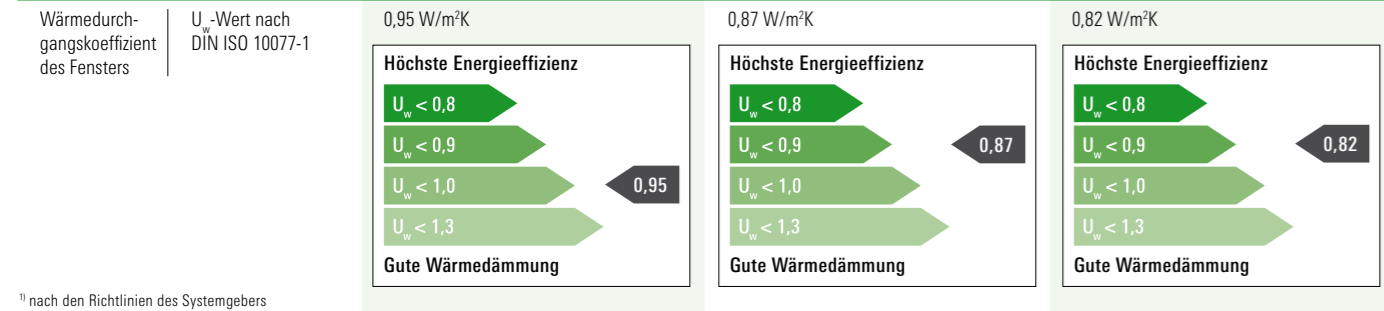 Wärmedurch-
gangskoeffizient
des Fensters
U_w-Wert nach
DIN ISO 10077-1
0,95 W/m²K
Höchste Energieeffizienz
U_w < 0,8
U_w < 0,9
U_w < 1,0
0,95
U_w < 1,3
Gute Wärmedämmung
0,87 W/m²K
Höchste Energieeffizienz
U_w < 0,8
U_w < 0,9
0,87
U_w < 1,0
U_w < 1,3
Gute Wärmedämmung
0,82 W/m²K
Höchste Energieeffizienz
U_w < 0,8
U_w < 0,9
0,82
U_w < 1,0
U_w < 1,3
Gute Wärmedämmung
¹⁾ nach den Richtlinien des Systemgebers